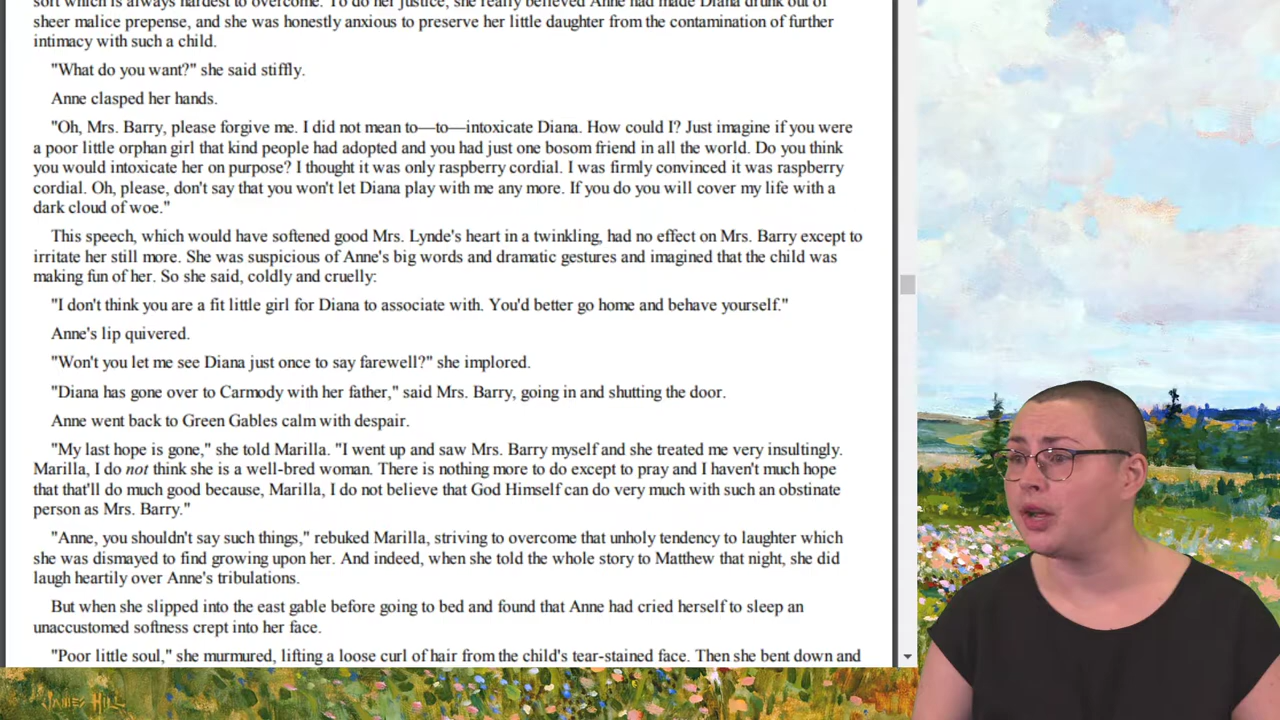 sort which is always hardest to overcome. To do her justice, she really believed Anne had made Diana drunk out of
sheer malice prepense, and she was honestly anxious to preserve her little daughter from the contamination of further
intimacy with such a child.
"What do you want?" she said stiffly.
Anne clasped her hands.
"Oh, Mrs. Barry, please forgive me. I did not mean to—to—intoxicate Diana. How could I? Just imagine if you were
a poor little orphan girl that kind people had adopted and you had just one bosom friend in all the world. Do you think
you would intoxicate her on purpose? I thought it was only raspberry cordial. I was firmly convinced it was raspberry
cordial. Oh, please, don't say that you won't let Diana play with me any more. If you do you will cover my life with a
dark cloud of woe."
This speech, which would have softened good Mrs. Lynde's heart in a twinkling, had no effect on Mrs. Barry except to
irritate her still more. She was suspicious of Anne's big words and dramatic gestures and imagined that the child was
making fun of her. So she said, coldly and cruelly:
"I don't think you are a fit little girl for Diana to associate with. You'd better go home and behave yourself."
Anne's lip quivered.
"Won't you let me see Diana just once to say farewell?" she implored.
"Diana has gone over to Carmody with her father," said Mrs. Barry, going in and shutting the door.
Anne went back to Green Gables calm with despair.
"My last hope is gone," she told Marilla. "I went up and saw Mrs. Barry myself and she treated me very insultingly.
Marilla, I do not think she is a well-bred woman. There is nothing more to do except to pray and I haven't much hope
that that'll do much good because, Marilla, I do not believe that God Himself can do very much with such an obstinate
person as Mrs. Barry."
"Anne, you shouldn't say such things," rebuked Marilla, striving to overcome that unholy tendency to laughter which
she was dismayed to find growing upon her. And indeed, when she told the whole story to Matthew that night, she did
laugh heartily over Anne's tribulations.
But when she slipped into the east gable before going to bed and found that Anne had cried herself to sleep an
unaccustomed softness crept into her face.
"Poor little soul," she murmured, lifting a loose curl of hair from the child's tear-stained face. Then she bent down and
JAMES HILL